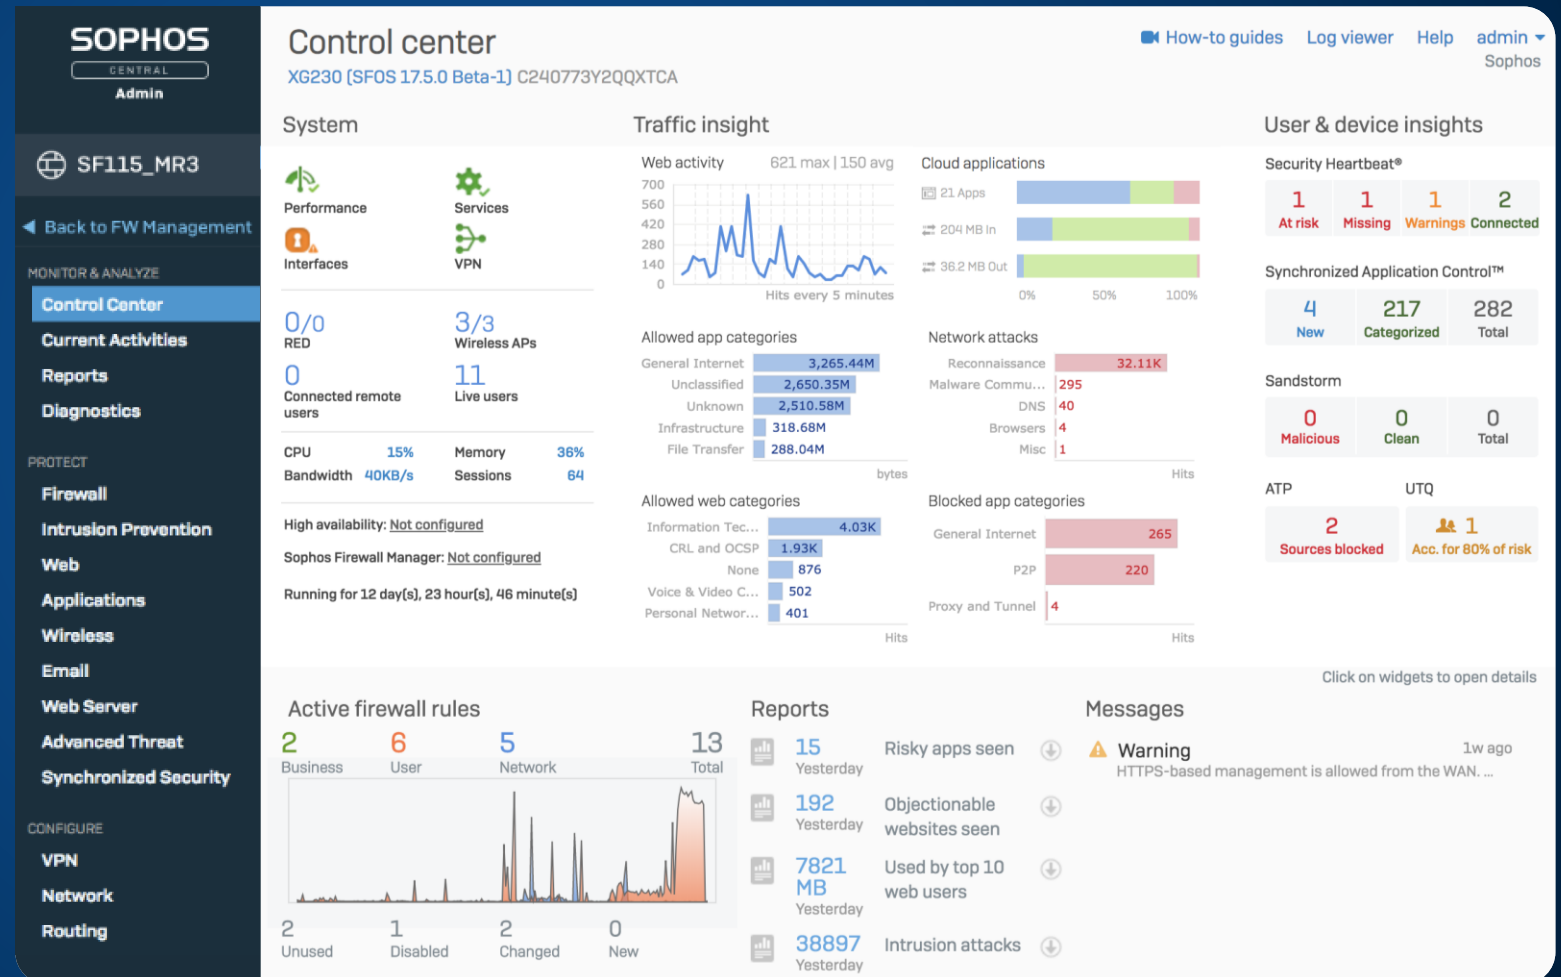 SOPHOS
CENTRAL
Admin
SF115_MR3
Back to FW Management
MONITOR & ANALYZE
Control Center
Current Activities
Reports
Diagnostics
PROTECT
Firewall
Intrusion Prevention
Web
Applications
Wireless
Email
Web Server
Advanced Threat
Synchronized Security
CONFIGURE
VPN
Network
Routing
Control center
XG230 (SFOS 17.5.0 Beta-1) C240773Y2QQXTCA
How-to guides Log viewer Help admin
Sophos
System
Performance Services
Interfaces VPN
0/0 3/3
RED Wireless APs
0 11
Connected remote users Live users
CPU 15% Memory 36%
Bandwidth 40KB/s Sessions 64
High availability: Not configured
Sophos Firewall Manager: Not configured
Running for 12 day(s), 23 hour(s), 46 minute(s)
Traffic insight
Web activity 621 max | 150 avg
700
560
420
280
140
0
Hits every 5 minutes
Cloud applications
21 Apps
204 MB In
36.2 MB Out
0% 50% 100%
Allowed app categories
General Internet 3,265.44M
Unclassified 2,650.35M
Unknown 2,510.58M
Infrastructure 318.68M
File Transfer 288.04M
bytes
Network attacks
Reconnaissance 32.11K
Malware Commu... 295
DNS 40
Browsers 4
Misc 1
Hits
Allowed web categories
Information Tec... 4.03K
CRL and OCSP 1.93K
None 876
Voice & Video C... 502
Personal Networ... 401
Hits
Blocked app categories
General Internet 265
P2P 220
Proxy and Tunnel 4
Hits
User & device insights
Security Heartbeat®
1 1 1 2
At risk Missing Warnings Connected
Synchronized Application Control™
4 217 282
New Categorized Total
Sandstorm
0 0 0
Malicious Clean Total
ATP UTQ
2 1
Sources blocked Acc. for 80% of risk
Click on widgets to open details
Active firewall rules
2 6 5 13
Business User Network Total
2 1 2 0
Unused Disabled Changed New
Reports
15 Risky apps seen
Yesterday
192 Objectionable
Yesterday websites seen
7821 Used by top 10
MB web users
Yesterday
38897 Intrusion attacks
Yesterday
Messages
Warning 1w ago
HTTPS-based management is allowed from the WAN. ...